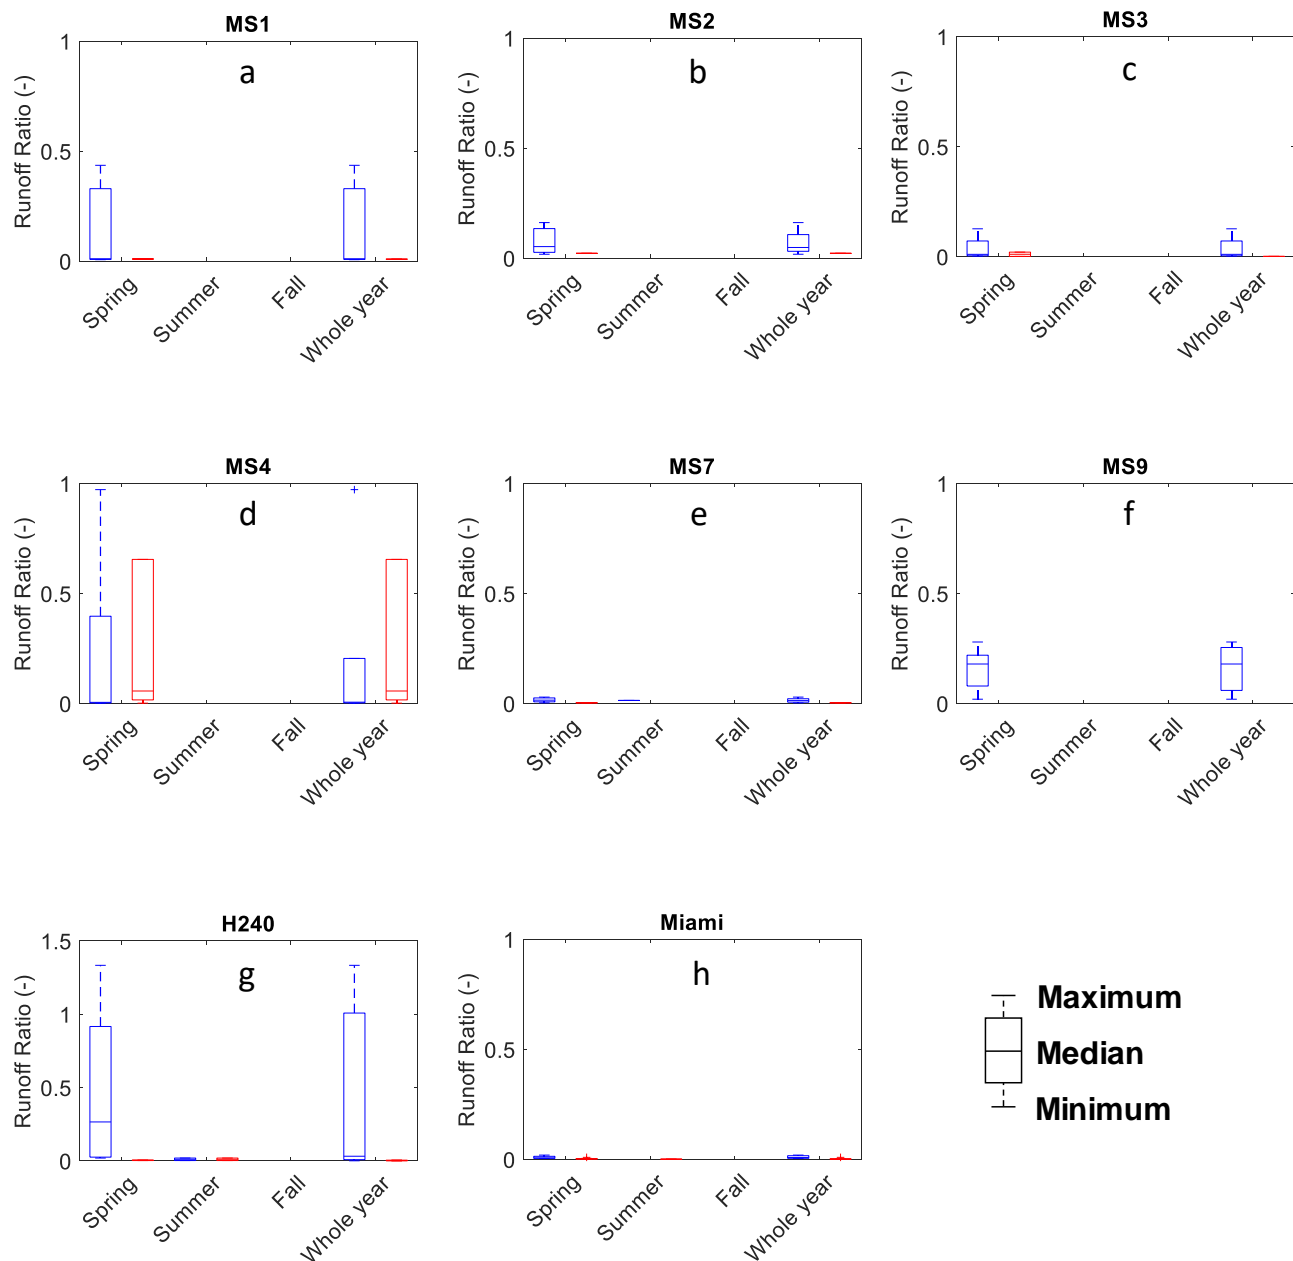 MS1
a
Runoff Ratio (-)
1
0.5
0
Spring
Summer
Fall
Whole year
MS2
b
Runoff Ratio (-)
1
0.5
0
Spring
Summer
Fall
Whole year
MS3
c
Runoff Ratio (-)
1
0.5
0
Spring
Summer
Fall
Whole year
MS4
d
Runoff Ratio (-)
1
0.5
0
Spring
Summer
Fall
Whole year
MS7
e
Runoff Ratio (-)
1
0.5
0
Spring
Summer
Fall
Whole year
MS9
f
Runoff Ratio (-)
1
0.5
0
Spring
Summer
Fall
Whole year
H240
g
Runoff Ratio (-)
1.5
1
0.5
0
Spring
Summer
Fall
Whole year
Miami
h
Runoff Ratio (-)
1
0.5
0
Spring
Summer
Fall
Whole year
Maximum
Median
Minimum